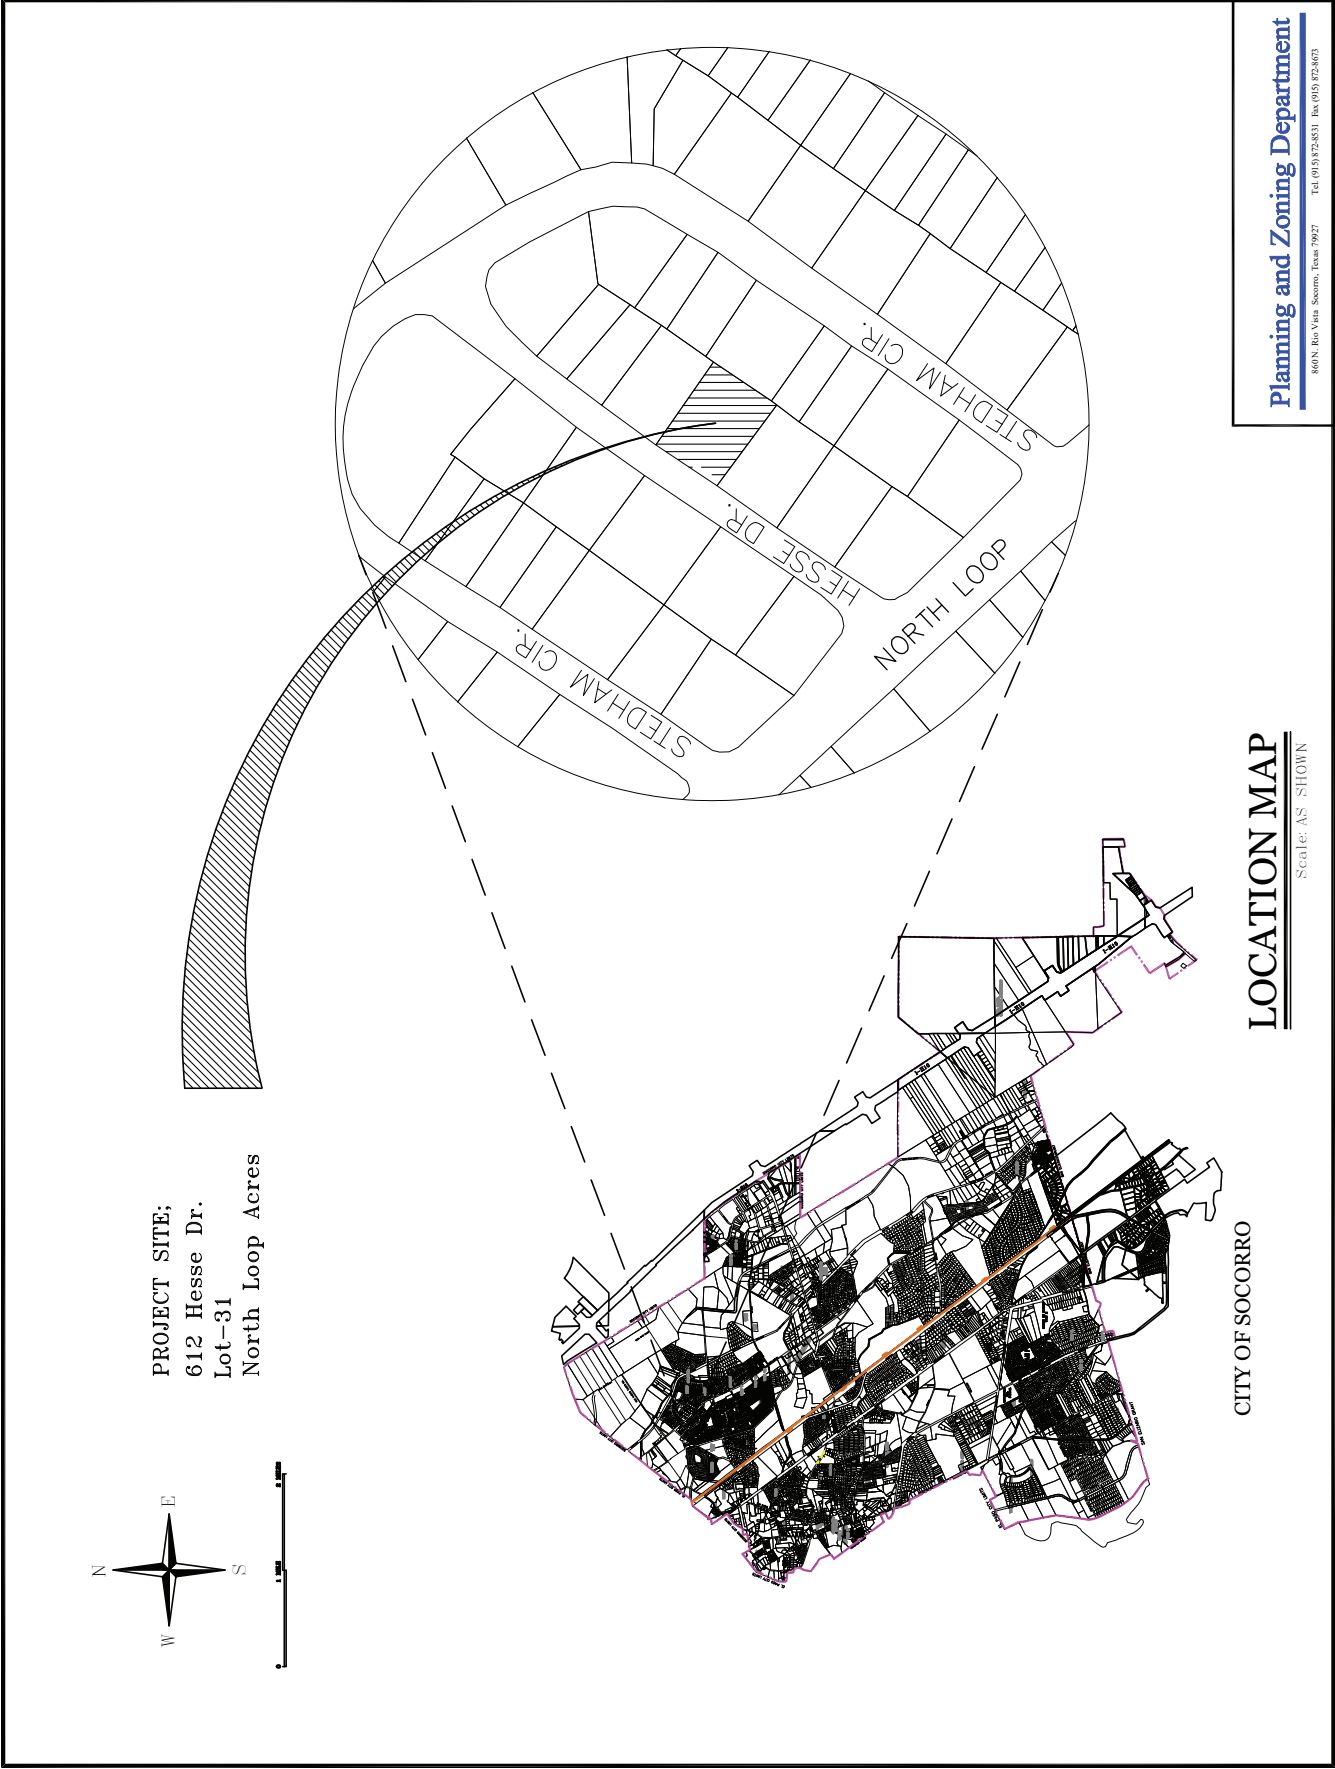 N
W
E
S
0
PROJECT SITE;
612 Hesse Dr.
Lot-31
North Loop Acres
STEDHAM CIR.
HESSE DR.
STEDHAM CIR.
NORTH LOOP
CITY OF SOCORRO
LOCATION MAP
Scale: AS SHOWN
Planning and Zoning Department
860 N. Rio Vista Socorro, Texas 79927 Tel. (915) 872-8531 Fax (915) 872-8673